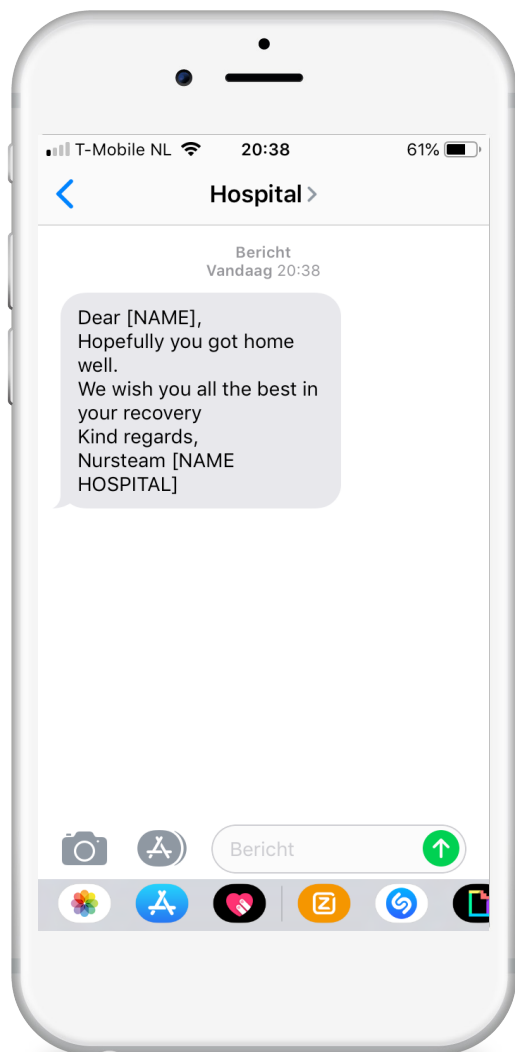 T-Mobile NL 20:38 61%
Hospital
Bericht
Vandaag 20:38
Dear [NAME],
Hopefully you got home
well.
We wish you all the best in
your recovery
Kind regards,
Nursteam [NAME
HOSPITAL]
Bericht
Z